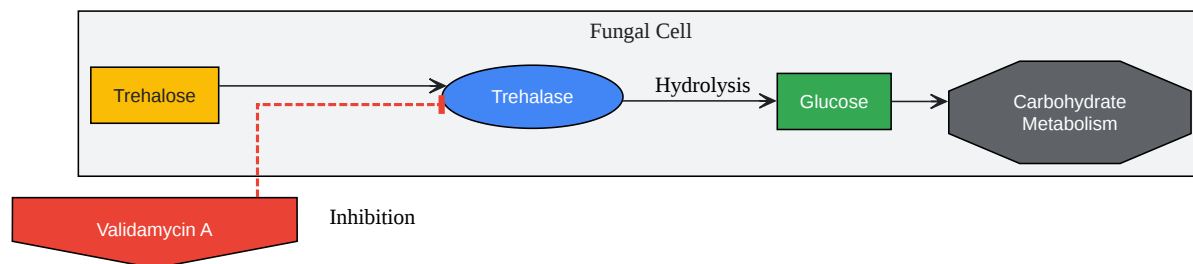 Fungal Cell
Trehalose
Trehalase
Hydrolysis
Glucose
Carbohydrate
Metabolism
Validamycin A
Inhibition